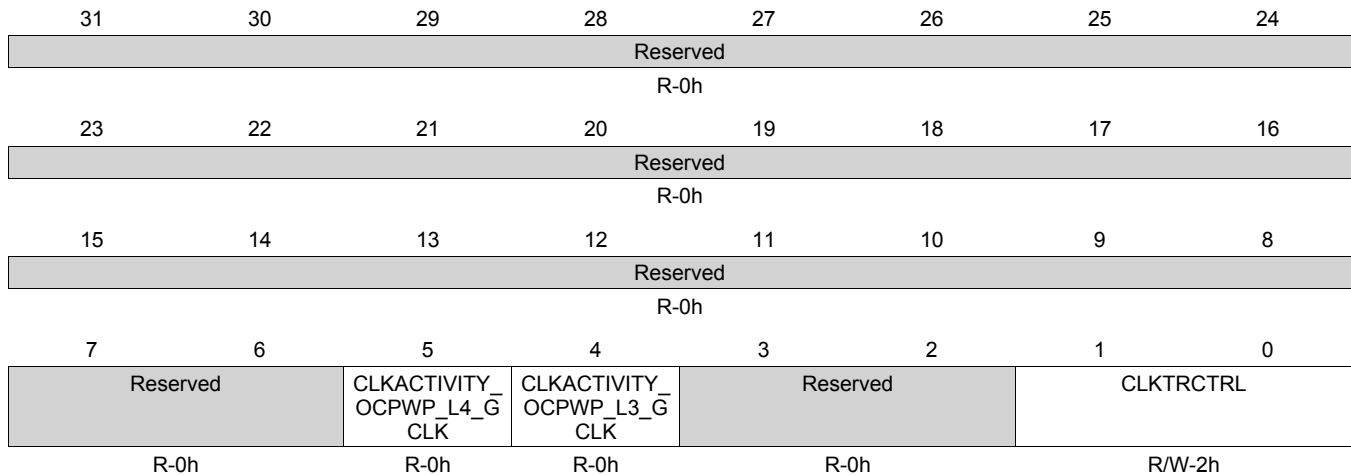 31 30 29 28 27 26 25 24
Reserved
R-0h
23 22 21 20 19 18 17 16
Reserved
R-0h
15 14 13 12 11 10 9 8
Reserved
R-0h
7 6 5 4 3 2 1 0
Reserved CLKACTIVITY_ CLKACTIVITY_ Reserved CLKTRCTRL
OCPWP_L4_G OCPWP_L3_G
CLK CLK
R-0h R-0h R-0h R-0h R/W-2h